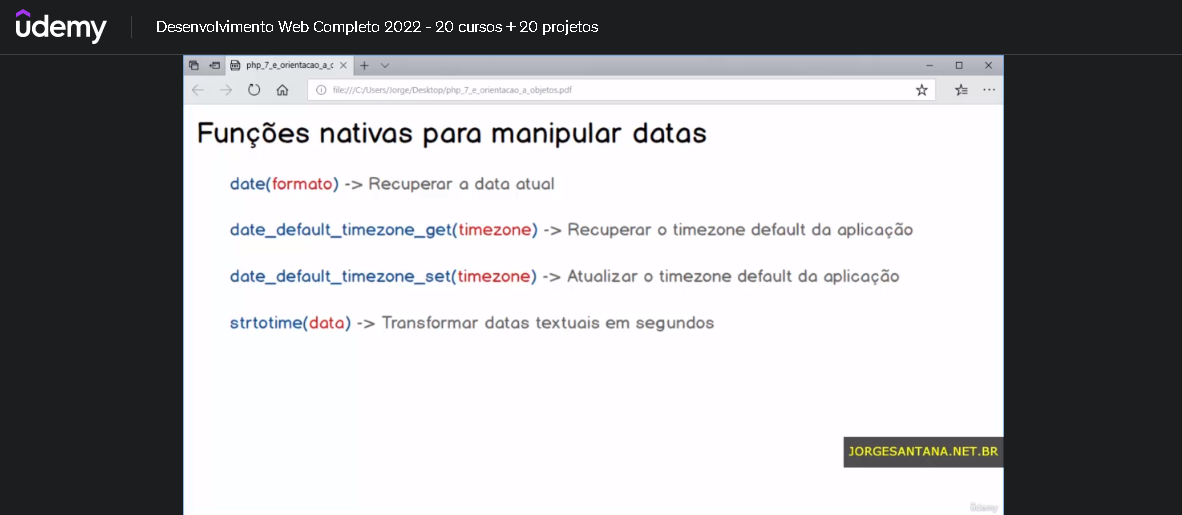 ûdemy
Desenvolvimento Web Completo 2022 - 20 cursos + 20 projetos
php_7_e_orientacao_a_c
file:///C:/Users/Jorge/Desktop/php_7_e_orientacao_a_objetos.pdf
Funções nativas para manipular datas
date(formato) -> Recuperar a data atual
date_default_timezone_get(timezone) -> Recuperar o timezone default da aplicação
date_default_timezone_set(timezone) -> Atualizar o timezone default da aplicação
strtotime(data) -> Transformar datas textuais em segundos
JORGESANTANA.NET.BR
ûdemy